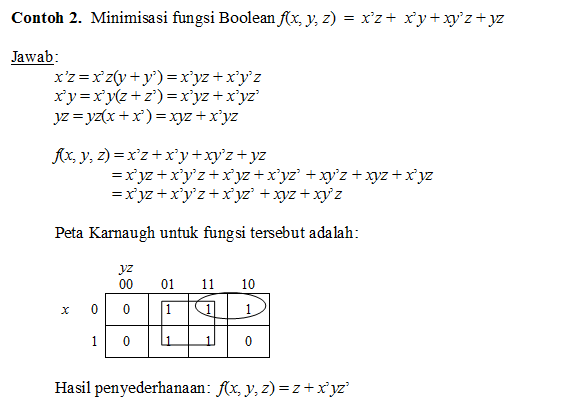 Contoh 2. Minimisasi fungsi Boolean f(x, y, z) = x'z + x'y + xy'z + yz
Jawab:
x'z = x'z(y + y') = x'yz + x'y'z
x'y = x'y(z + z') = x'yz + x'yz'
yz = yz(x + x') = xyz + x'yz
f(x, y, z) = x'z + x'y + xy'z + yz
= x'yz + x'y'z + x'yz + x'yz' + xy'z + xyz + x'yz
= x'yz + x'y'z + x'yz' + xyz + xy'z
Peta Karnaugh untuk fungsi tersebut adalah:
yz
00 01 11 10
x 0 0 1 1 1
1 0 1 1 0
Hasil penyederhanaan: f(x, y, z) = z + x'yz'